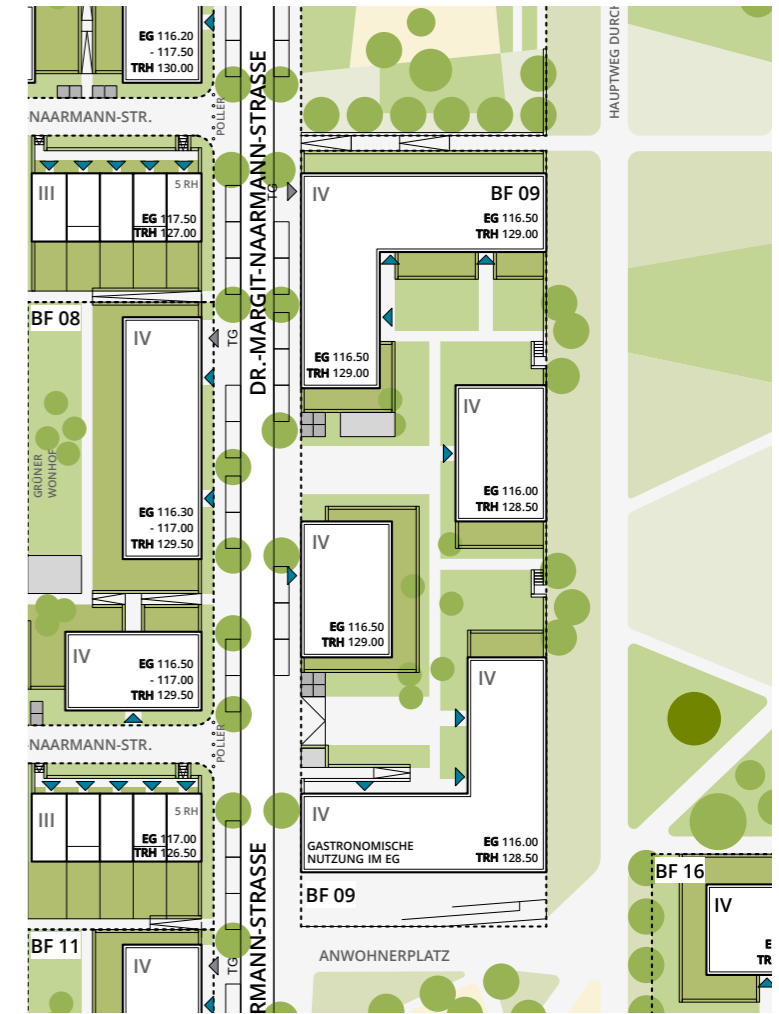 EG 116.20
- 117.50
TRH 130.00
-NAARMANN-STR.
POLLER
DR.-MARGIT-NAARMANN-STRASSE
HAUPTWEG DURCH
III
5 RH
EG 117.50
TRH 127.00
TG
IV
BF 09
EG 116.50
TRH 129.00
BF 08
IV
TG
EG 116.50
TRH 129.00
IV
GRÜNER
WONHOF
EG 116.00
TRH 128.50
EG 116.30
- 117.00
TRH 129.50
IV
EG 116.50
TRH 129.00
IV
EG 116.50
- 117.00
TRH 129.50
IV
-NAARMANN-STR.
POLLER
III
5 RH
EG 117.00
TRH 126.50
RMANN-STRASSE
IV
GASTRONOMISCHE
NUTZUNG IM EG
EG 116.00
TRH 128.50
BF 09
BF 16
IV
E
TR
BF 11
IV
TG
ANWOHNERPLATZ